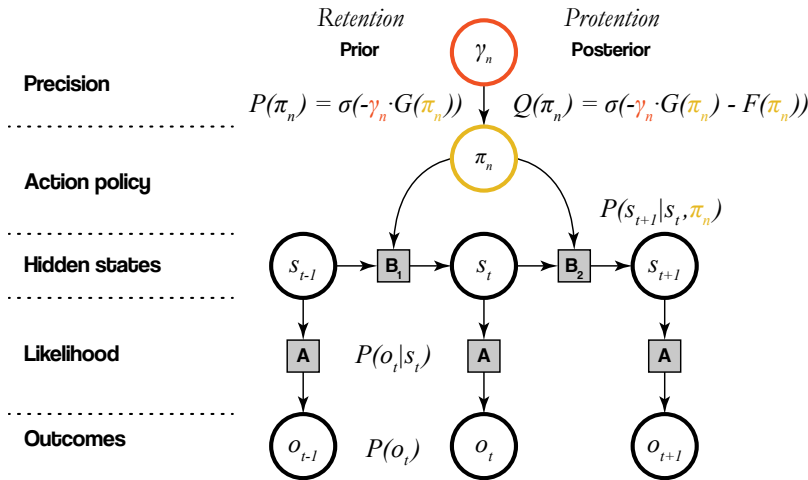 Retention Protention
Prior γₙ Posterior
Precision
P(πₙ) = σ(-γₙ·G(πₙ)) Q(πₙ) = σ(-γₙ·G(πₙ) - F(πₙ))
πₙ
Action policy
P(sₜ₊₁|sₜ,πₙ)
Hidden states sₜ₋₁ B₁ sₜ B₂ sₜ₊₁
Likelihood A P(oₜ|sₜ) A A
Outcomes oₜ₋₁ P(oₜ) oₜ oₜ₊₁